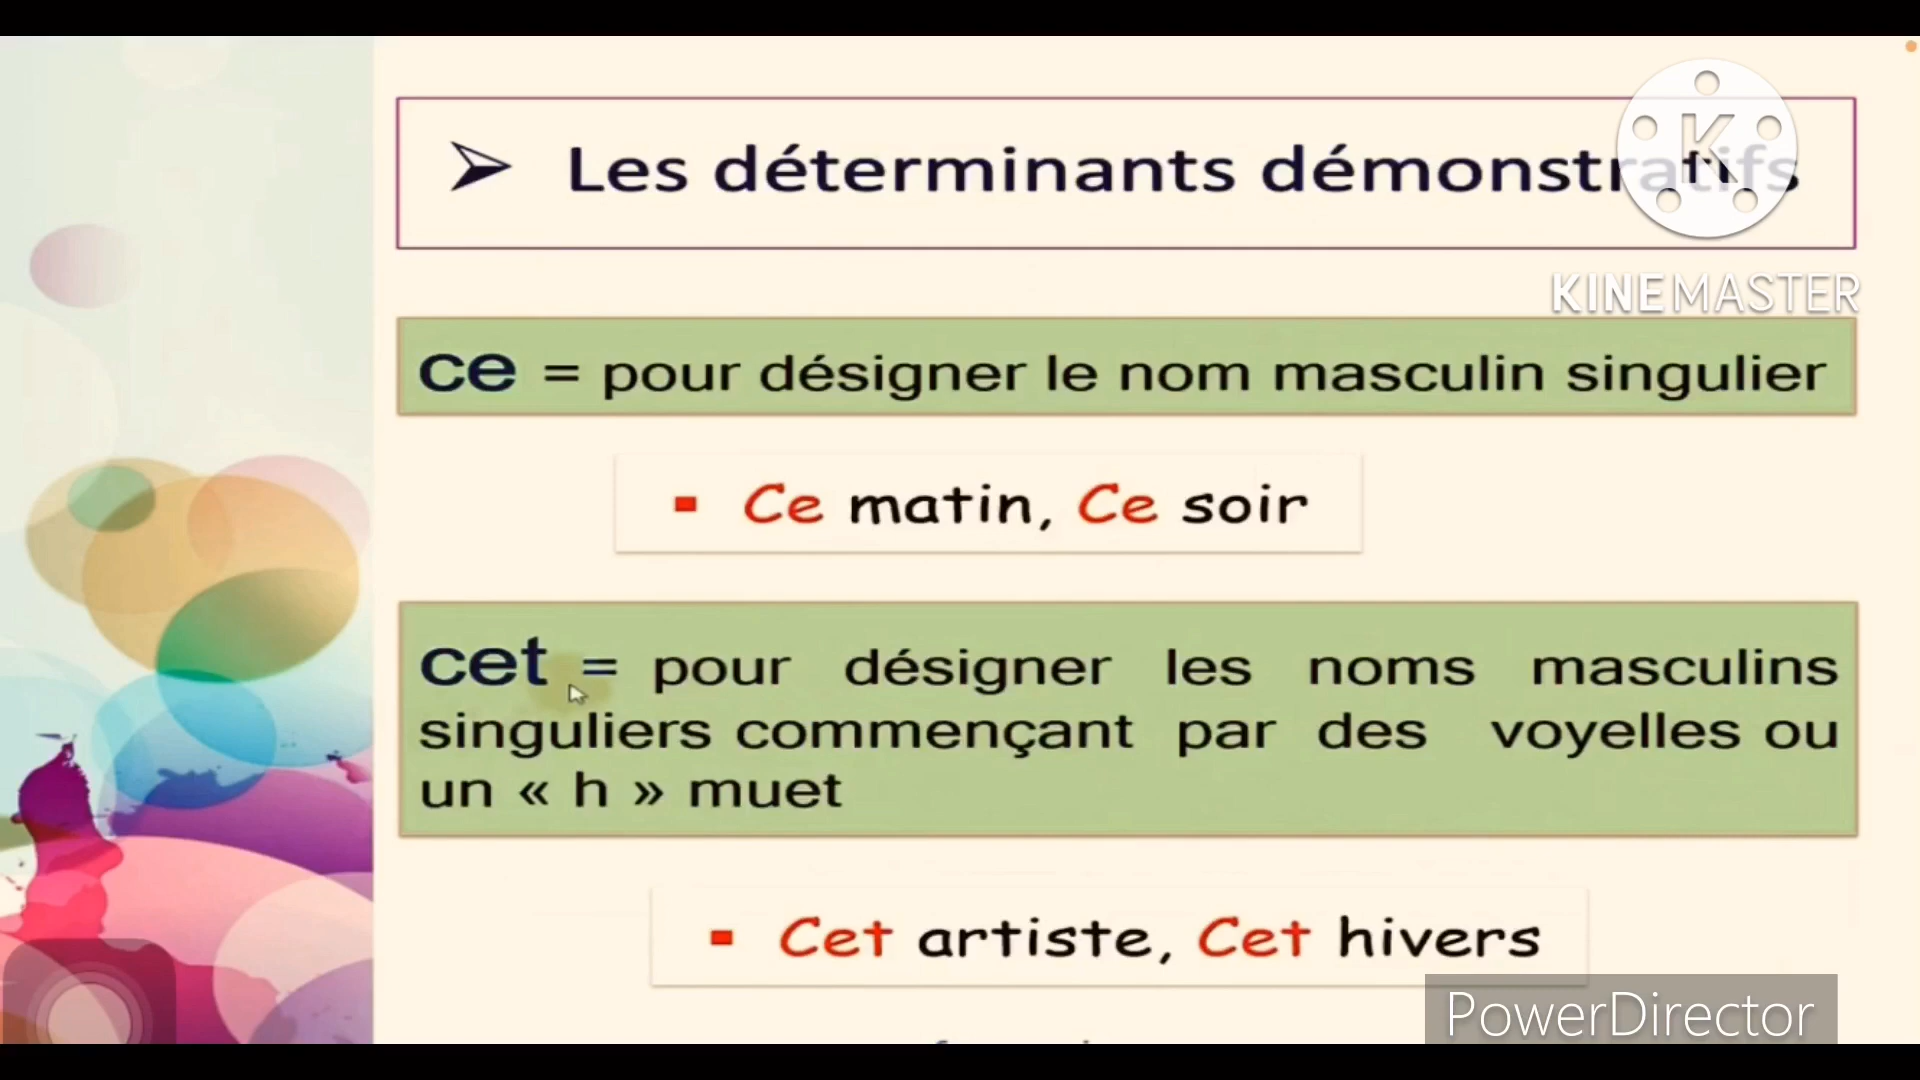 ➢ Les déterminants démonstratifs
K
KINEMASTER
ce = pour désigner le nom masculin singulier
▪ Ce matin, Ce soir
cet = pour désigner les noms masculins
singuliers commençant par des voyelles ou
un « h » muet
▪ Cet artiste, Cet hivers
PowerDirector